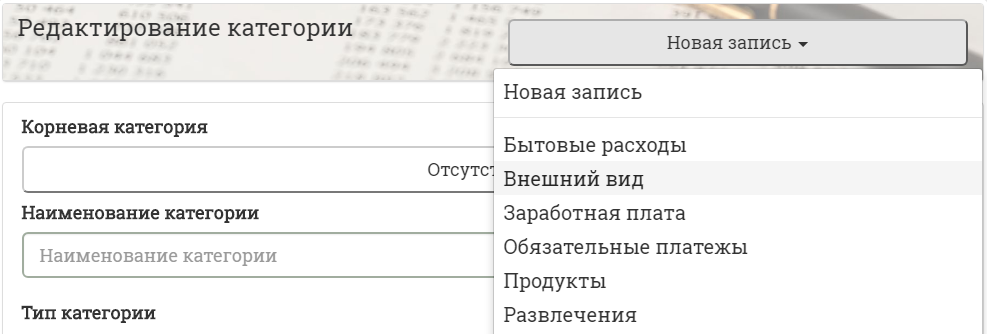 Редактирование категории
Новая запись
Новая запись
Корневая категория
Отсутст
Бытовые расходы
Внешний вид
Наименование категории
Заработная плата
Наименование категории
Обязательные платежы
Продукты
Тип категории
Развлечения